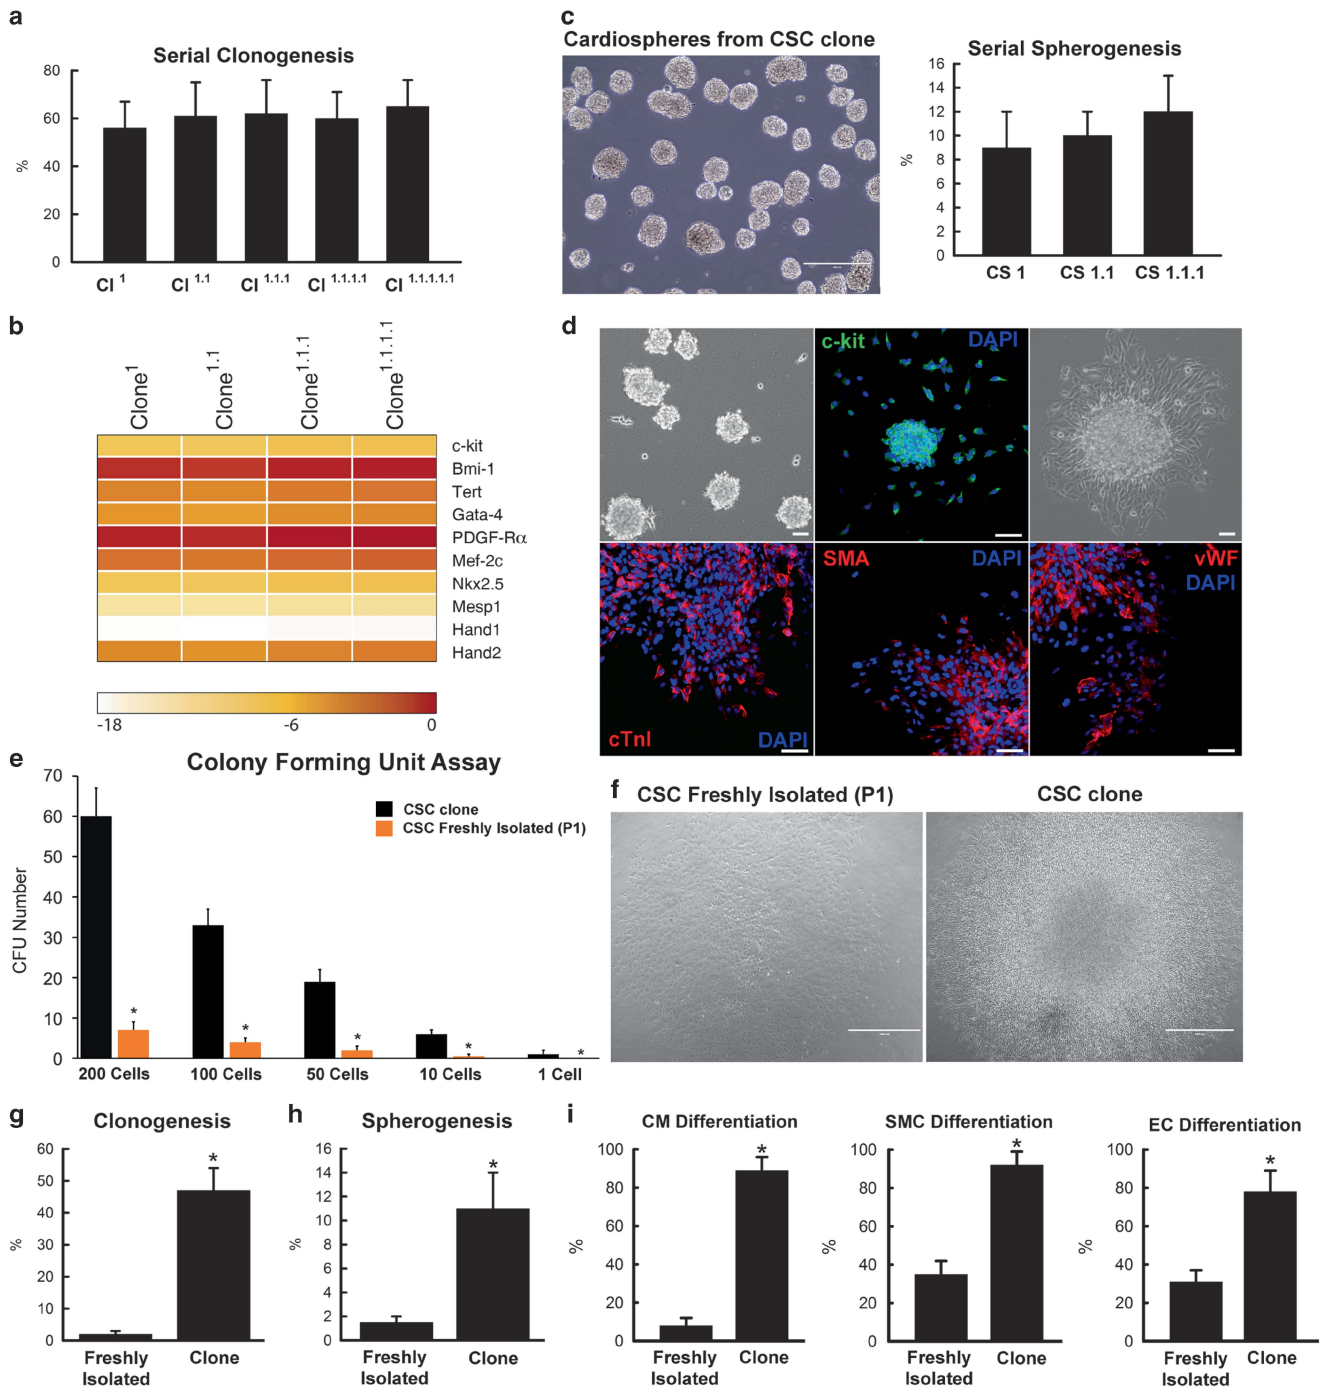 a
Serial Clonogenesis
80
60
40
20
0
%
Cl 1
Cl 1.1
Cl 1.1.1
Cl 1.1.1.1
Cl 1.1.1.1.1
b
Clone1
Clone1.1
Clone1.1.1
Clone1.1.1.1
c-kit
Bmi-1
Tert
Gata-4
PDGF-Rα
Mef-2c
Nkx2.5
Mesp1
Hand1
Hand2
-18
-6
0
c
Cardiospheres from CSC clone
Serial Spherogenesis
16
14
12
10
8
6
4
2
0
%
CS 1
CS 1.1
CS 1.1.1
d
c-kit
DAPI
cTnI
DAPI
SMA
DAPI
vWF
DAPI
e
Colony Forming Unit Assay
70
60
50
40
30
20
10
0
CFU Number
CSC clone
CSC Freshly Isolated (P1)
*
*
*
*
*
200 Cells
100 Cells
50 Cells
10 Cells
1 Cell
f
CSC Freshly Isolated (P1)
CSC clone
g
Clonogenesis
60
50
40
30
20
10
0
%
*
Freshly
Isolated
Clone
h
Spherogenesis
16
14
12
10
8
6
4
2
0
%
*
Freshly
Isolated
Clone
i
CM Differentiation
100
80
60
40
20
0
%
*
Freshly
Isolated
Clone
SMC Differentiation
100
80
60
40
20
0
%
*
Freshly
Isolated
Clone
EC Differentiation
100
80
60
40
20
0
%
*
Freshly
Isolated
Clone